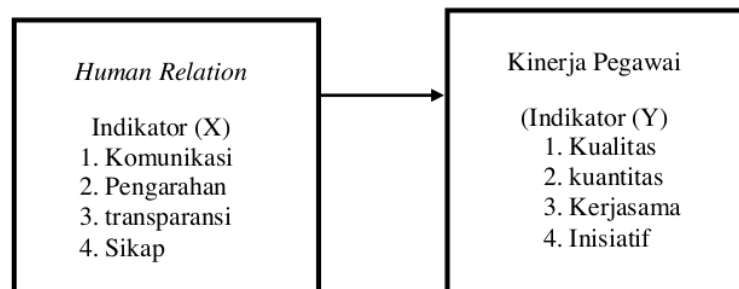 Human Relation
Indikator (X)
1. Komunikasi
2. Pengarahan
3. transparansi
4. Sikap
Kinerja Pegawai
(Indikator (Y)
1. Kualitas
2. kuantitas
3. Kerjasama
4. Inisiatif